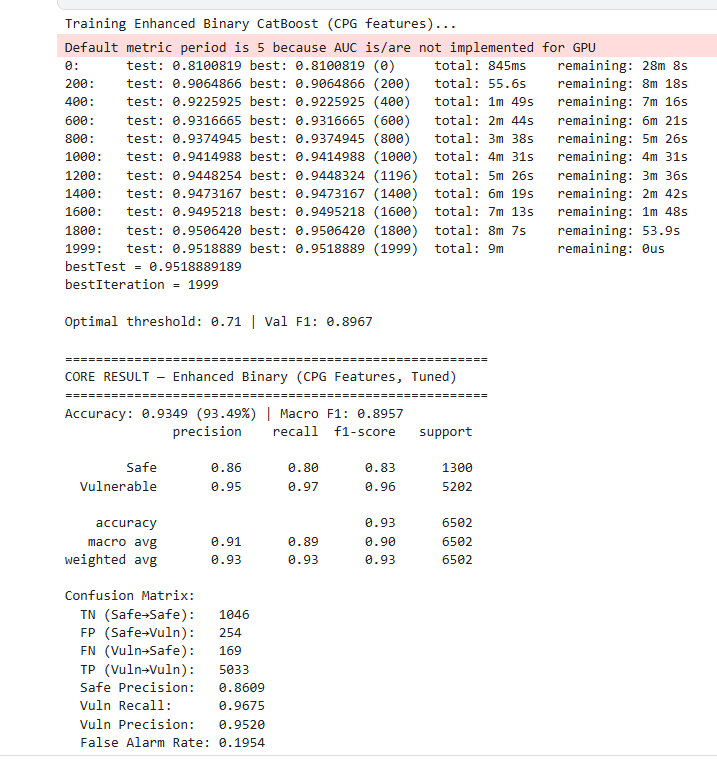 Training Enhanced Binary CatBoost (CPG features)...
Default metric period is 5 because AUC is/are not implemented for GPU
0: test: 0.8100819 best: 0.8100819 (0) total: 845ms remaining: 28m 8s
200: test: 0.9064866 best: 0.9064866 (200) total: 55.6s remaining: 8m 18s
400: test: 0.9225925 best: 0.9225925 (400) total: 1m 49s remaining: 7m 16s
600: test: 0.9316665 best: 0.9316665 (600) total: 2m 44s remaining: 6m 21s
800: test: 0.9374945 best: 0.9374945 (800) total: 3m 38s remaining: 5m 26s
1000: test: 0.9414988 best: 0.9414988 (1000) total: 4m 31s remaining: 4m 31s
1200: test: 0.9448254 best: 0.9448324 (1196) total: 5m 26s remaining: 3m 36s
1400: test: 0.9473167 best: 0.9473167 (1400) total: 6m 19s remaining: 2m 42s
1600: test: 0.9495218 best: 0.9495218 (1600) total: 7m 13s remaining: 1m 48s
1800: test: 0.9506420 best: 0.9506420 (1800) total: 8m 7s remaining: 53.9s
1999: test: 0.9518889 best: 0.9518889 (1999) total: 9m remaining: 0us
bestTest = 0.9518889189
bestIteration = 1999
Optimal threshold: 0.71 | Val F1: 0.8967
=======================================================
CORE RESULT — Enhanced Binary (CPG Features, Tuned)
=======================================================
Accuracy: 0.9349 (93.49%) | Macro F1: 0.8957
precision recall f1-score support
Safe 0.86 0.80 0.83 1300
Vulnerable 0.95 0.97 0.96 5202
accuracy 0.93 6502
macro avg 0.91 0.89 0.90 6502
weighted avg 0.93 0.93 0.93 6502
Confusion Matrix:
TN (Safe→Safe): 1046
FP (Safe→Vuln): 254
FN (Vuln→Safe): 169
TP (Vuln→Vuln): 5033
Safe Precision: 0.8609
Vuln Recall: 0.9675
Vuln Precision: 0.9520
False Alarm Rate: 0.1954